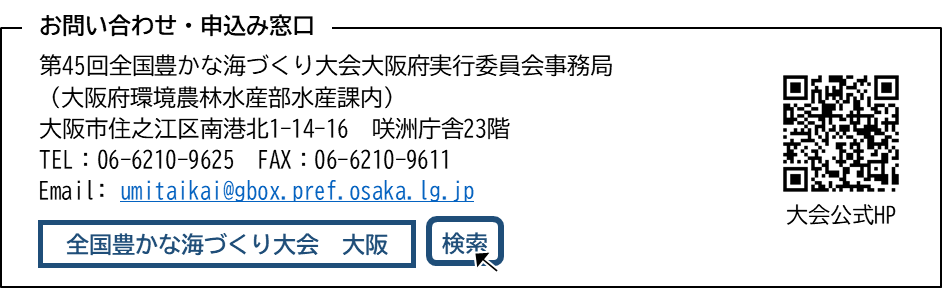 お問い合わせ・申込み窓口
第45回全国豊かな海づくり大会大阪府実行委員会事務局
（大阪府環境農林水産部水産課内）
大阪市住之江区南港北1-14-16　咲洲庁舎23階
TEL：06-6210-9625　FAX：06-6210-9611
Email: umitaikai@gbox.pref.osaka.lg.jp
全国豊かな海づくり大会　大阪　検索
大会公式HP